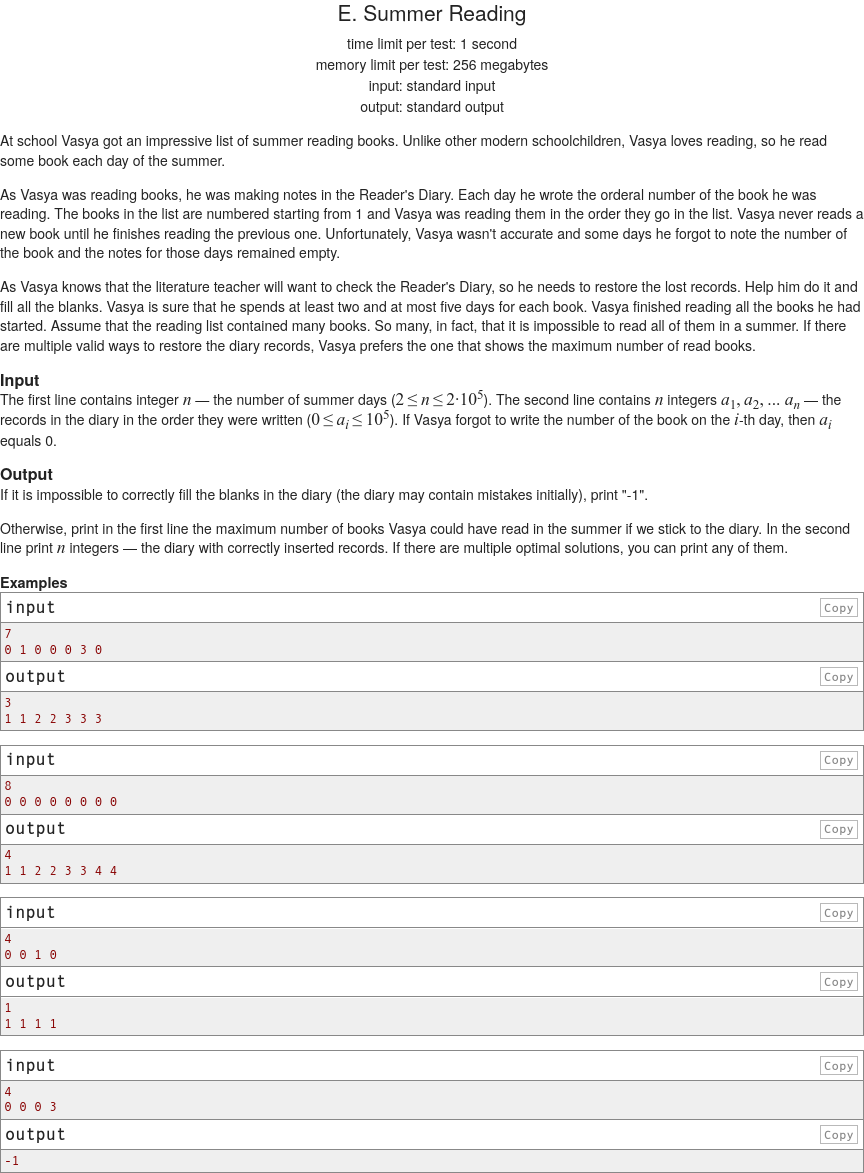 E. Summer Reading
time limit per test: 1 second
memory limit per test: 256 megabytes
input: standard input
output: standard output
At school Vasya got an impressive list of summer reading books. Unlike other modern schoolchildren, Vasya loves reading, so he read
some book each day of the summer.
As Vasya was reading books, he was making notes in the Reader's Diary. Each day he wrote the orderal number of the book he was
reading. The books in the list are numbered starting from 1 and Vasya was reading them in the order they go in the list. Vasya never reads a
new book until he finishes reading the previous one. Unfortunately, Vasya wasn't accurate and some days he forgot to note the number of
the book and the notes for those days remained empty.
As Vasya knows that the literature teacher will want to check the Reader's Diary, so he needs to restore the lost records. Help him do it and
fill all the blanks. Vasya is sure that he spends at least two and at most five days for each book. Vasya finished reading all the books he had
started. Assume that the reading list contained many books. So many, in fact, that it is impossible to read all of them in a summer. If there
are multiple valid ways to restore the diary records, Vasya prefers the one that shows the maximum number of read books.
Input
The first line contains integer n — the number of summer days (2 ≤ n ≤ 2·10^5). The second line contains n integers a_1, a_2, ... a_n — the
records in the diary in the order they were written (0 ≤ a_i ≤ 10^5). If Vasya forgot to write the number of the book on the i-th day, then a_i
equals 0.
Output
If it is impossible to correctly fill the blanks in the diary (the diary may contain mistakes initially), print "-1".
Otherwise, print in the first line the maximum number of books Vasya could have read in the summer if we stick to the diary. In the second
line print n integers — the diary with correctly inserted records. If there are multiple optimal solutions, you can print any of them.
Examples
input Copy
7
0 1 0 0 0 3 0
output Copy
3
1 1 2 2 3 3 3
input Copy
8
0 0 0 0 0 0 0 0
output Copy
4
1 1 2 2 3 3 4 4
input Copy
4
0 0 1 0
output Copy
1
1 1 1 1
input Copy
4
0 0 0 3
output Copy
-1